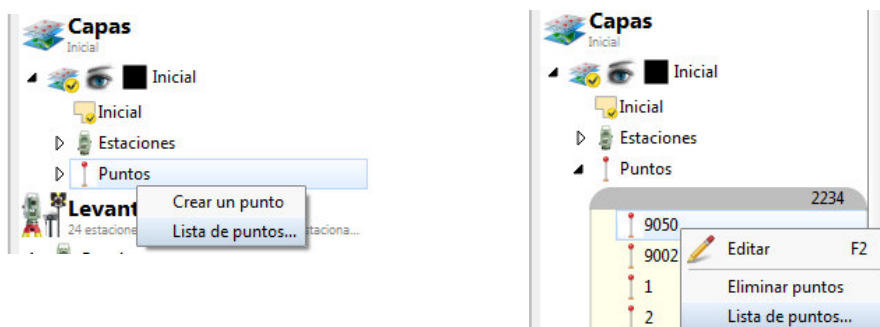 Capas
Inicial
Inicial
Inicial
Estaciones
Puntos
Crear un punto
Levant
24 estacione
Lista de puntos...
staciona...
Capas
Inicial
Inicial
Inicial
Estaciones
Puntos
2234
9050
9002
Editar F2
1
Eliminar puntos
2
Lista de puntos...